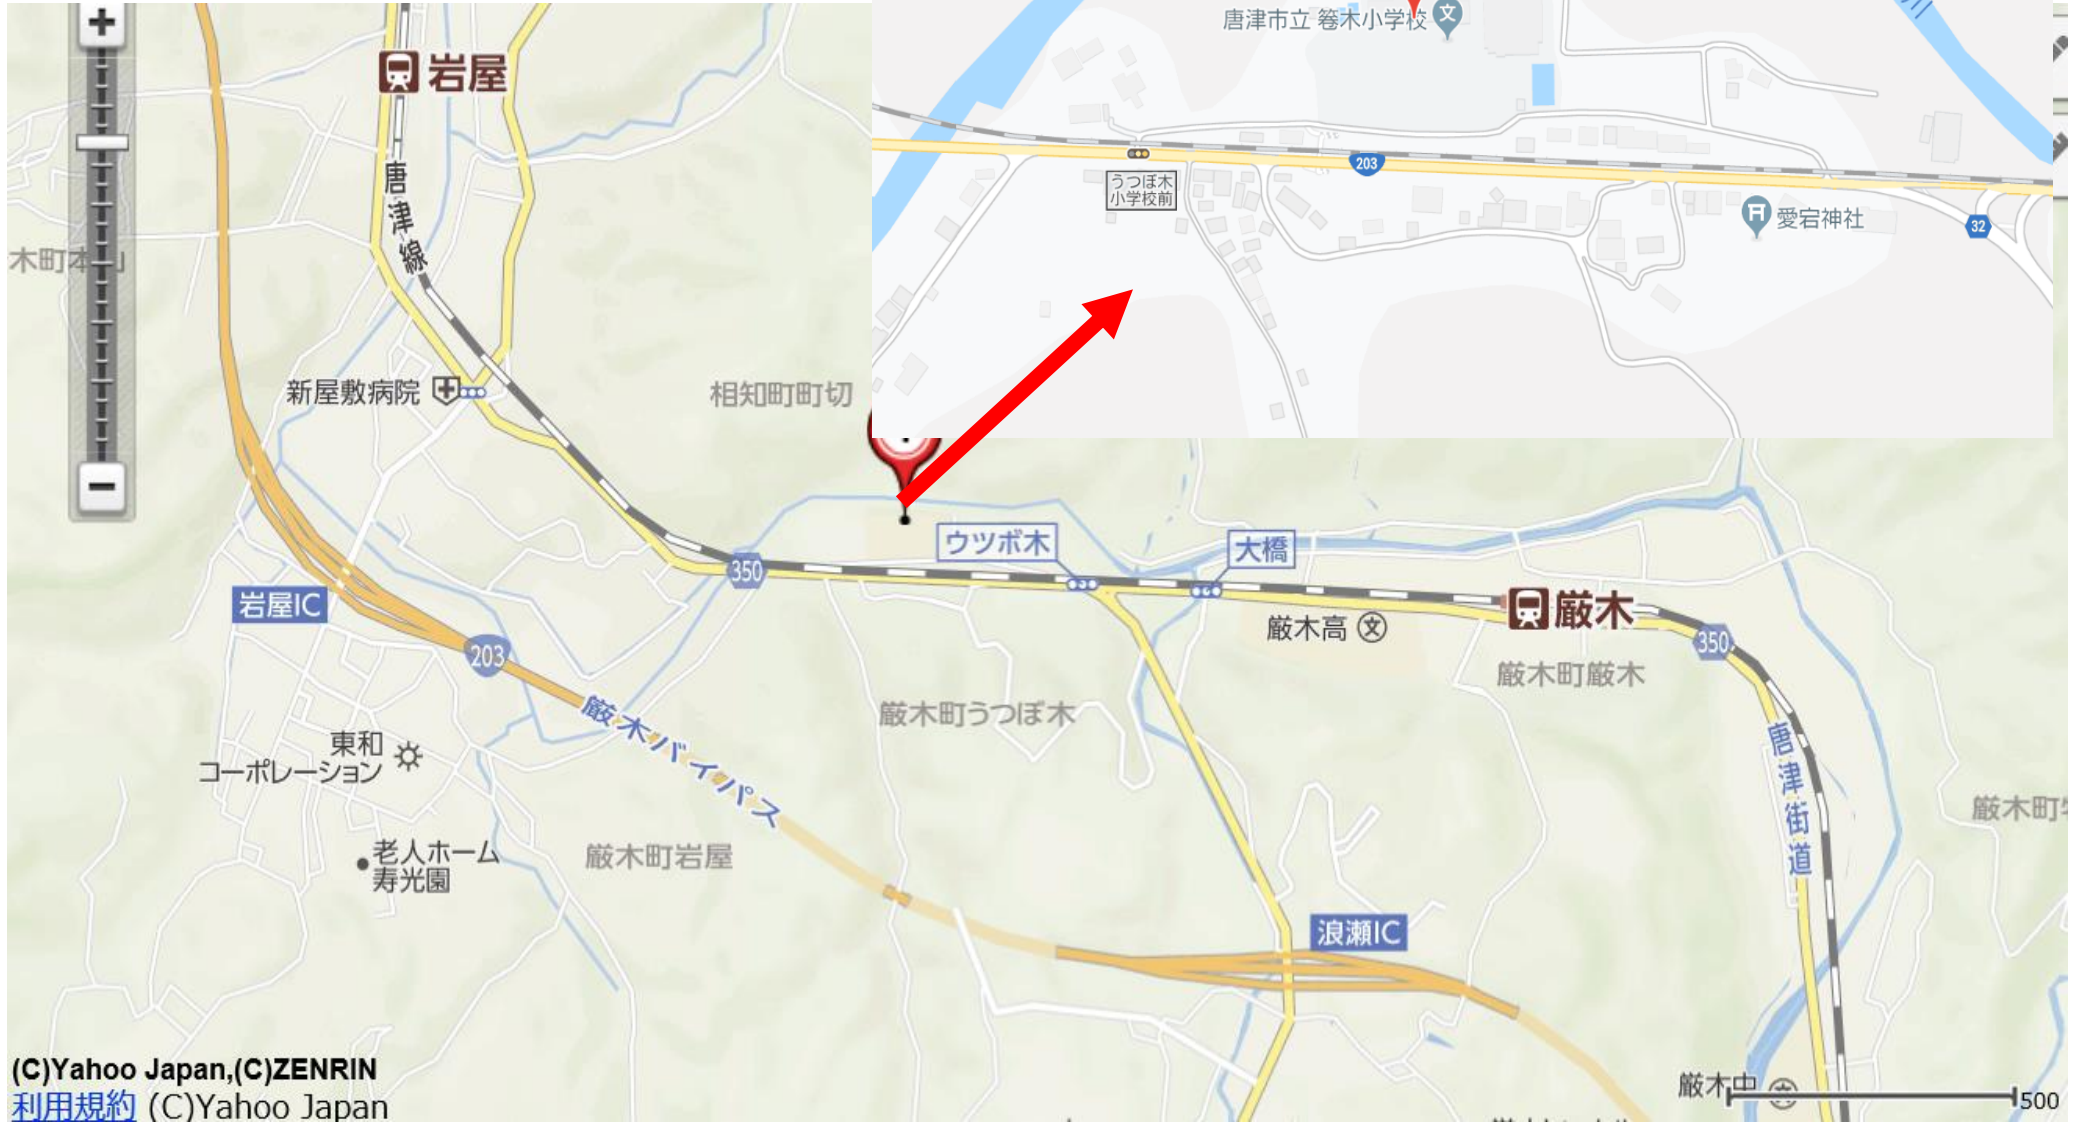 唐津市立 箞木小学校
岩屋
203
唐津線
うつぼ木
小学校前
愛宕神社
32
新屋敷病院
相知町町切
ウツボ木
大橋
350
岩屋IC
厳木
厳木高
350
203
厳木町厳木
厳木バイパス
厳木町うつぼ木
唐津街道
東和
コーポレーション
厳木町
老人ホーム
寿光園
厳木町岩屋
浪瀬IC
(C)Yahoo Japan,(C)ZENRIN
厳木中
500
利用規約 (C)Yahoo Japan